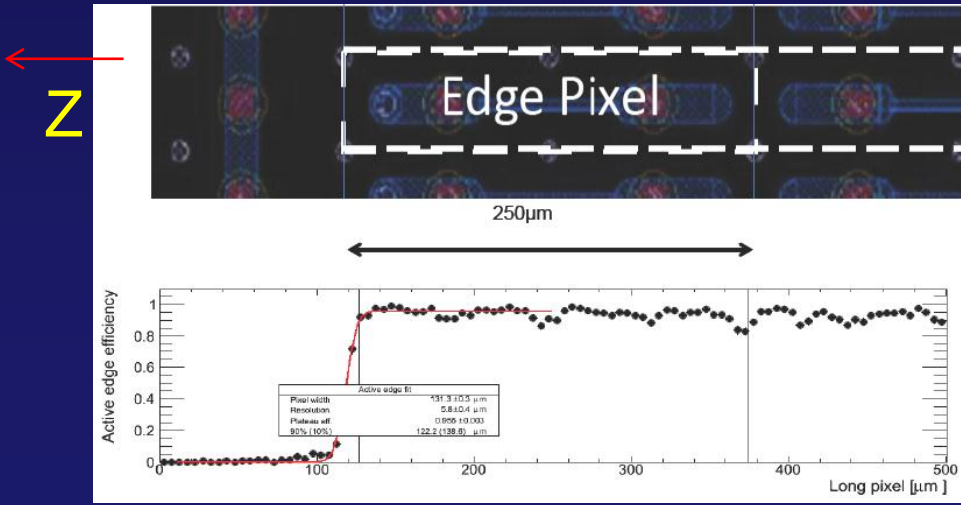 Z
Edge Pixel
250µm
Active edge efficiency
1
0.8
0.6
0.4
0.2
0
Active edge fit
Pixel width 131.3 ±0.3 µm
Resolution 5.8±0.4 µm
Plateau eff. 0.956 ±0.003
90% (10%) 122.2 (138.6) µm
0 100 200 300 400 500
Long pixel [µm ]